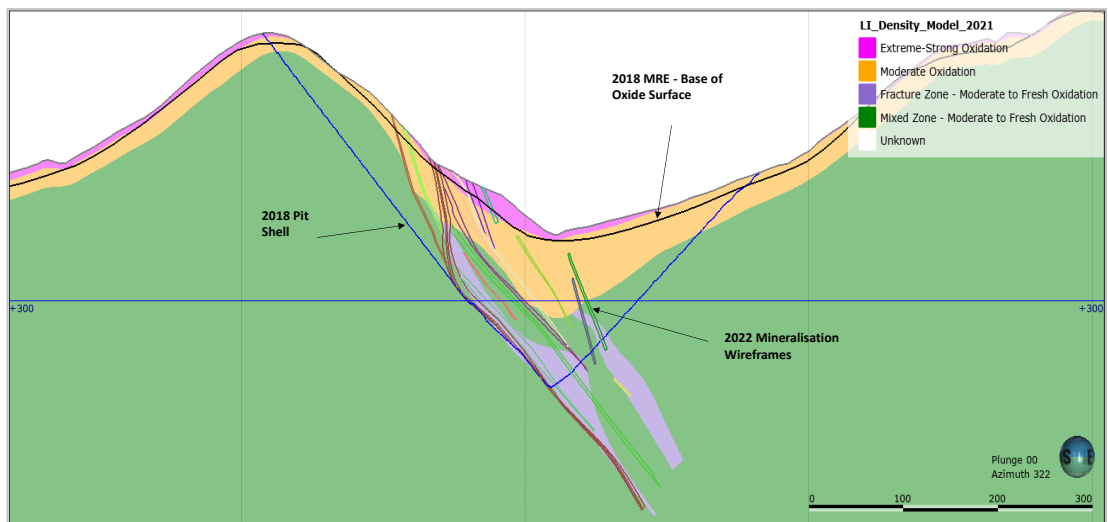 LI_Density_Model_2021
Extreme-Strong Oxidation
Moderate Oxidation
Fracture Zone - Moderate to Fresh Oxidation
Mixed Zone - Moderate to Fresh Oxidation
Unknown
2018 MRE - Base of
Oxide Surface
2018 Pit
Shell
+300
+300
2022 Mineralisation
Wireframes
Plunge 00
Azimuth 322
S E
0 100 200 300